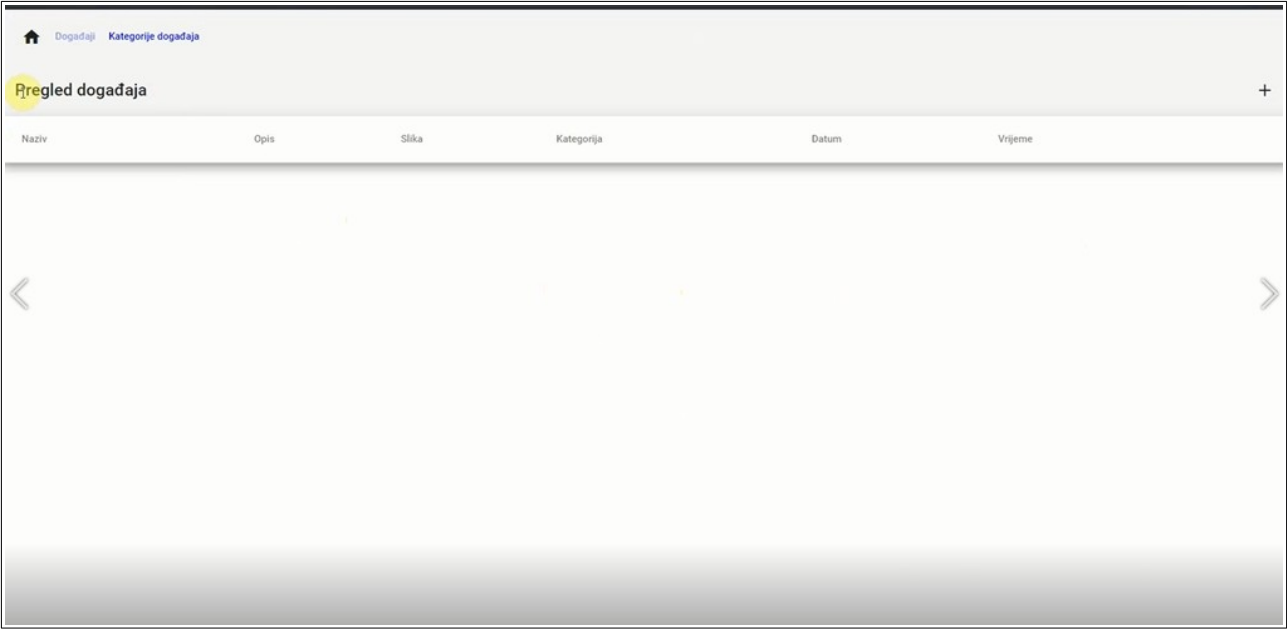 Događaji Kategorije događaja
Pregled događaja +
Naziv Opis Slika Kategorija Datum Vrijeme